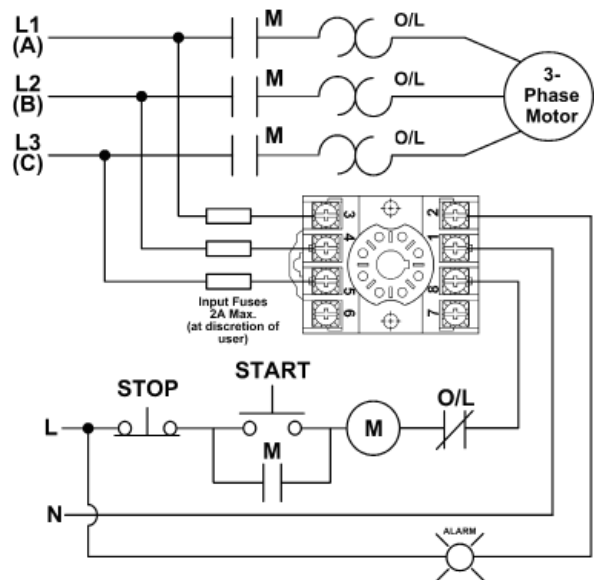 L1
(A)
M
O/L
L2
(B)
M
O/L
L3
(C)
M
O/L
3-
Phase
Motor
3
4
5
6
2
1
8
7
Input Fuses
2A Max.
(at discretion of
user)
STOP
START
M
M
O/L
L
N
ALARM